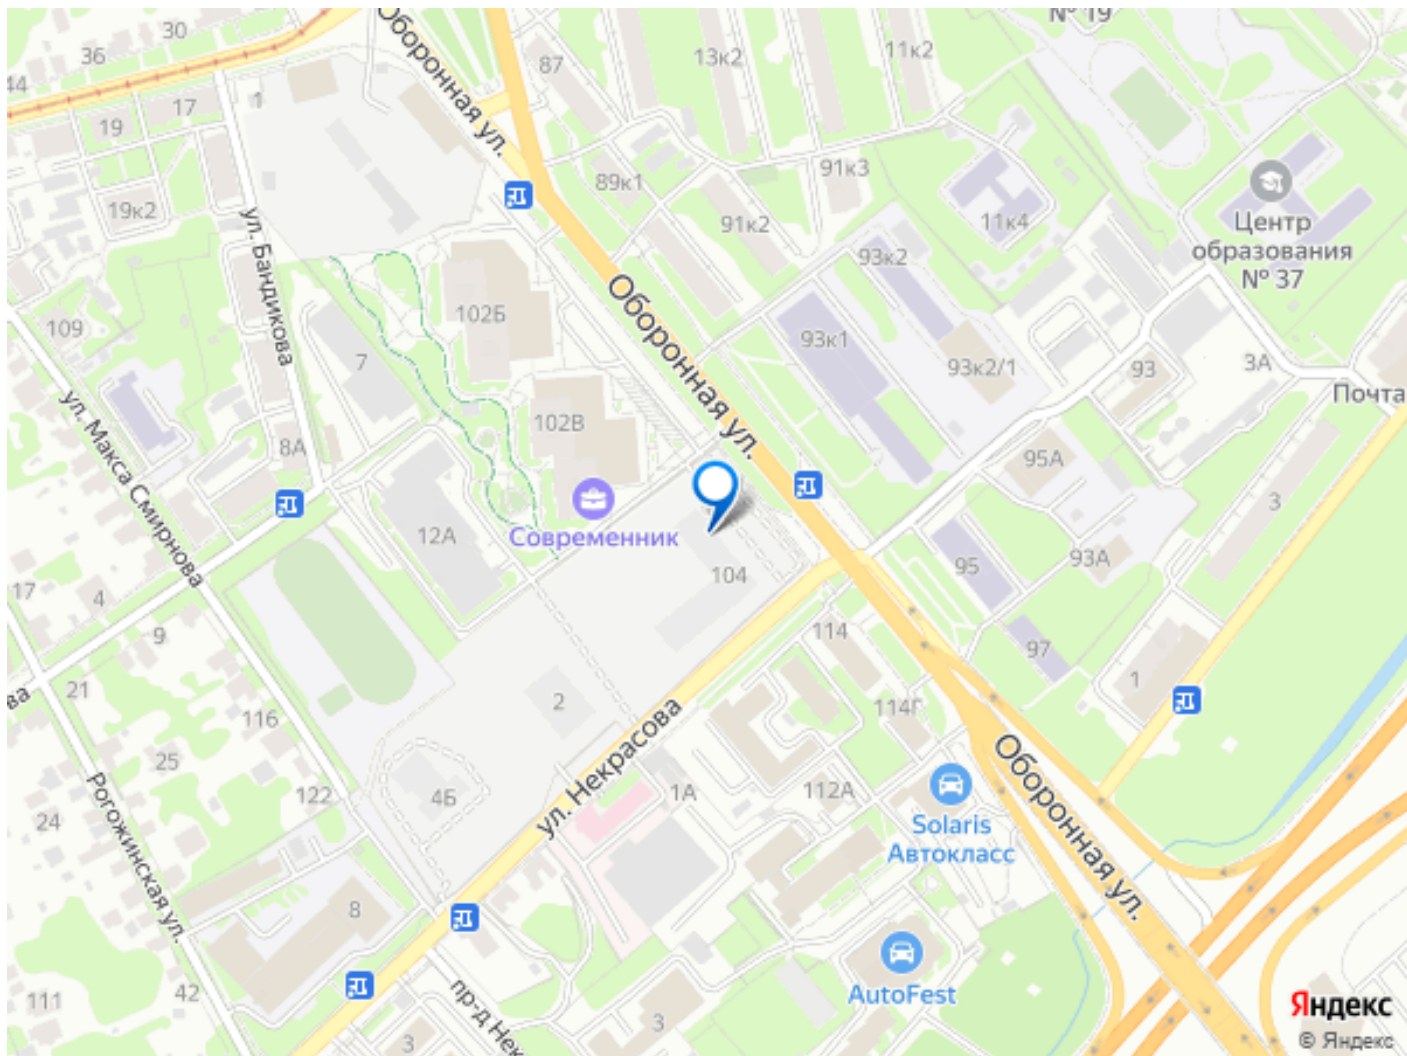 № 19
30
36
44
17
19
1
Оборонная ул.
87
13к2
11к2
19к2
89к1
91к3
91к2
11к4
Центр
образования
№ 37
ул. Бандикова
93к2
102Б
Оборонная ул.
109
7
93к1
93к2/1
93
3А
Почта
102В
8А
ул. Макса Смирнова
95А
3
12А
Современник
104
95
93А
17
4
9
114
97
1
ва
21
2
116
114Г
ул. Некрасова
Оборонная ул.
25
122
4Б
1А
112А
24
Рогожинская ул.
Solaris
Автокласс
8
AutoFest
42
111
пр-д Нек
3
3
Яндекс
© Яндекс